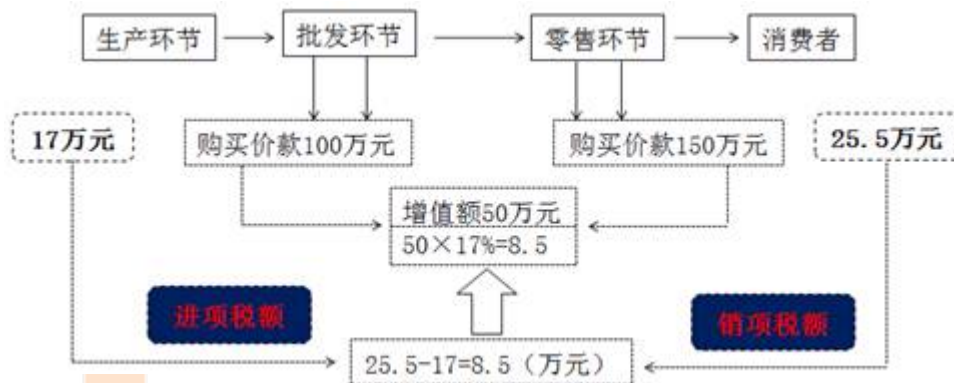 生产环节
批发环节
零售环节
消费者
17万元
购买价款100万元
购买价款150万元
25.5万元
增值额50万元
50×17%=8.5
进项税额
销项税额
25.5-17=8.5（万元）